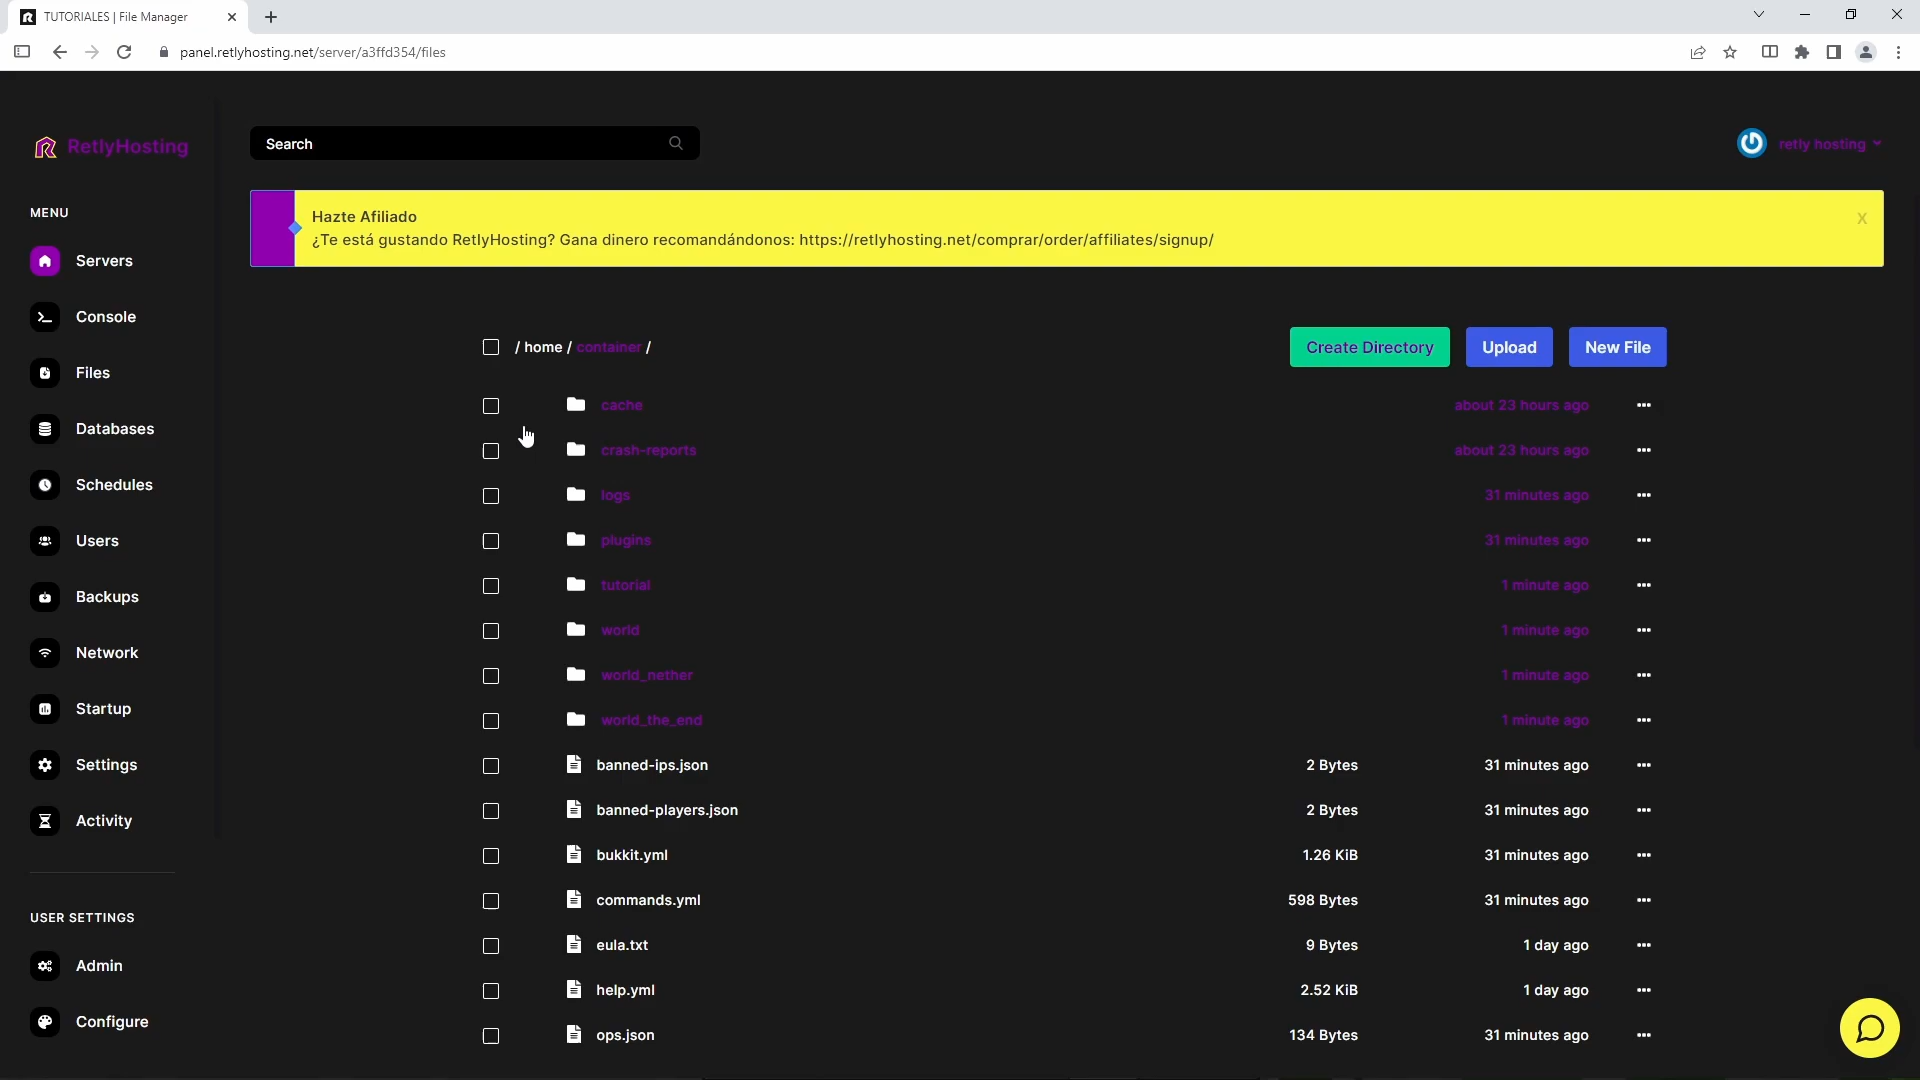 TUTORIALES | File Manager
panel.retlyhosting.net/server/a3ffd354/files
RetlyHosting
Search
retly hosting
MENU
Servers
Console
Files
Databases
Schedules
Users
Backups
Network
Startup
Settings
Activity
USER SETTINGS
Admin
Configure
Hazte Afiliado
X
¿Te está gustando RetlyHosting? Gana dinero recomandándonos: https://retlyhosting.net/comprar/order/affiliates/signup/
/ home / container /
Create Directory
Upload
New File
cache about 23 hours ago
crash-reports about 23 hours ago
logs 31 minutes ago
plugins 31 minutes ago
tutorial 1 minute ago
world 1 minute ago
world_nether 1 minute ago
world_the_end 1 minute ago
banned-ips.json 2 Bytes 31 minutes ago
banned-players.json 2 Bytes 31 minutes ago
bukkit.yml 1.26 KiB 31 minutes ago
commands.yml 598 Bytes 31 minutes ago
eula.txt 9 Bytes 1 day ago
help.yml 2.52 KiB 1 day ago
ops.json 134 Bytes 31 minutes ago